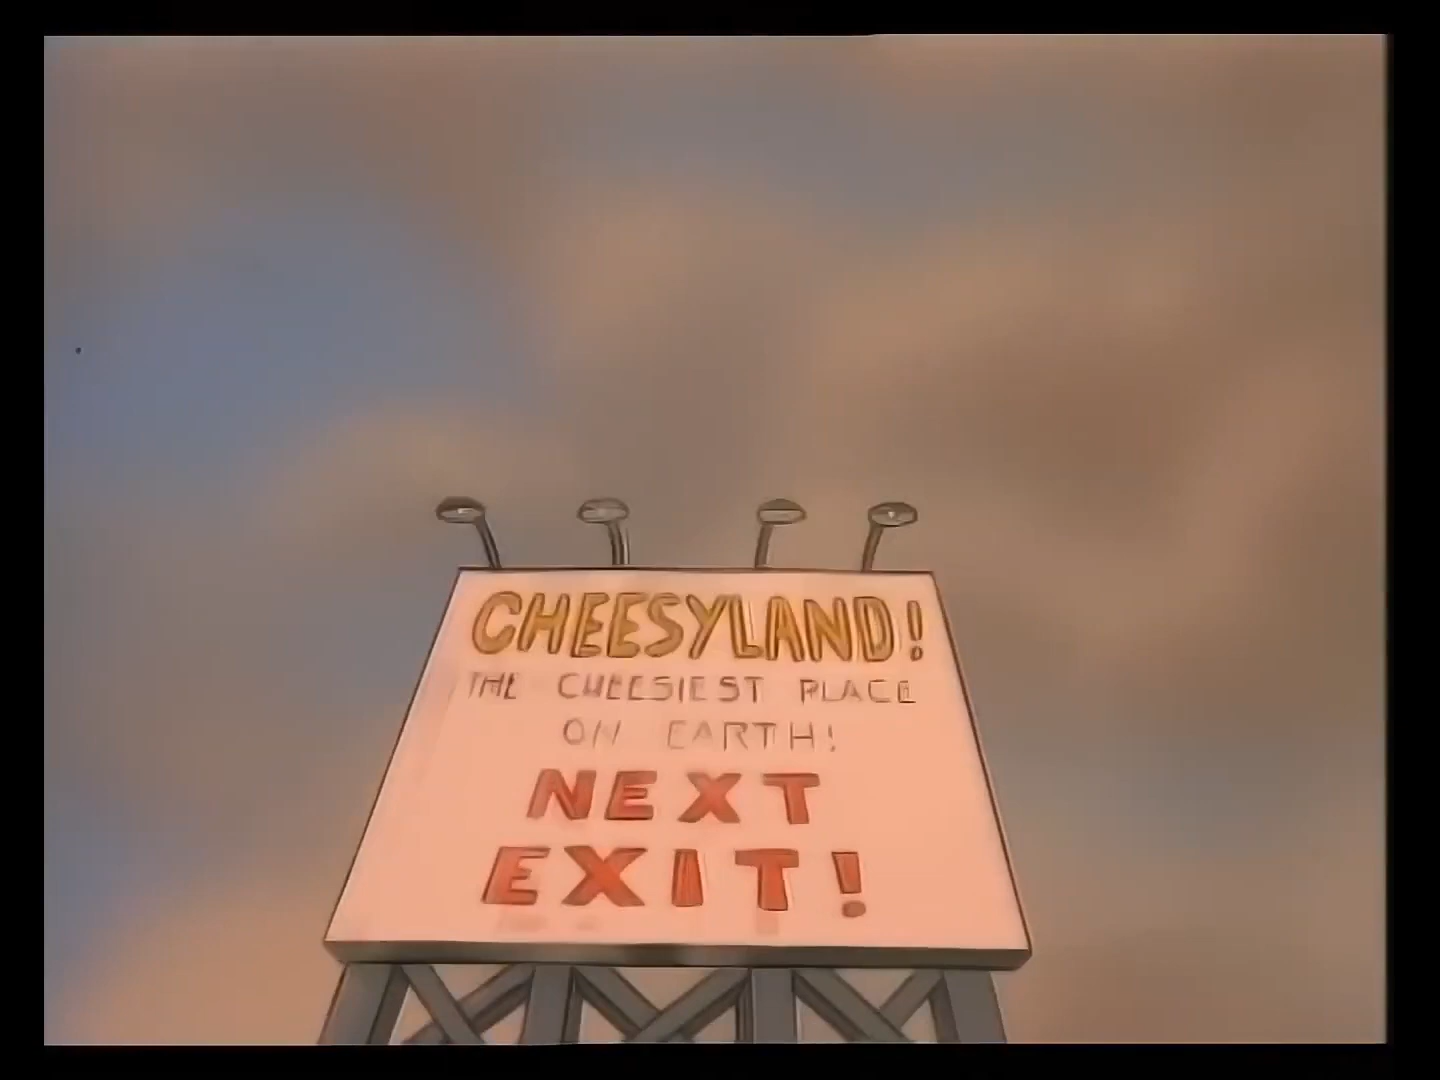 CHEESYLAND!
THE CHEESIEST PLACE
ON EARTH!
NEXT
EXIT!